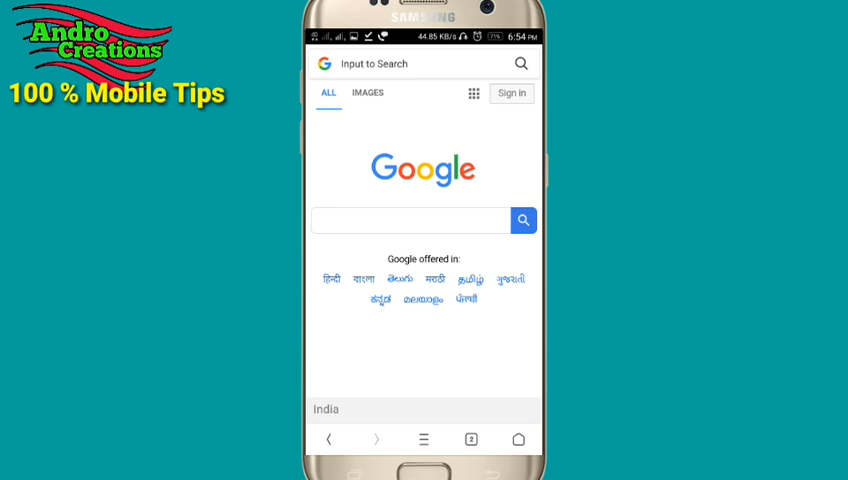 Andro
Creations
100 % Mobile Tips
SAMSUNG
44.85 KB/s 71% 6:54 PM
Input to Search
ALL IMAGES Sign in
Google
Google offered in:
हिन्दी বাংলা తెలుగు मराठी தமிழ் ગુજરાતી
ಕನ್ನಡ മലയാളം ਪੰਜਾਬੀ
India
2